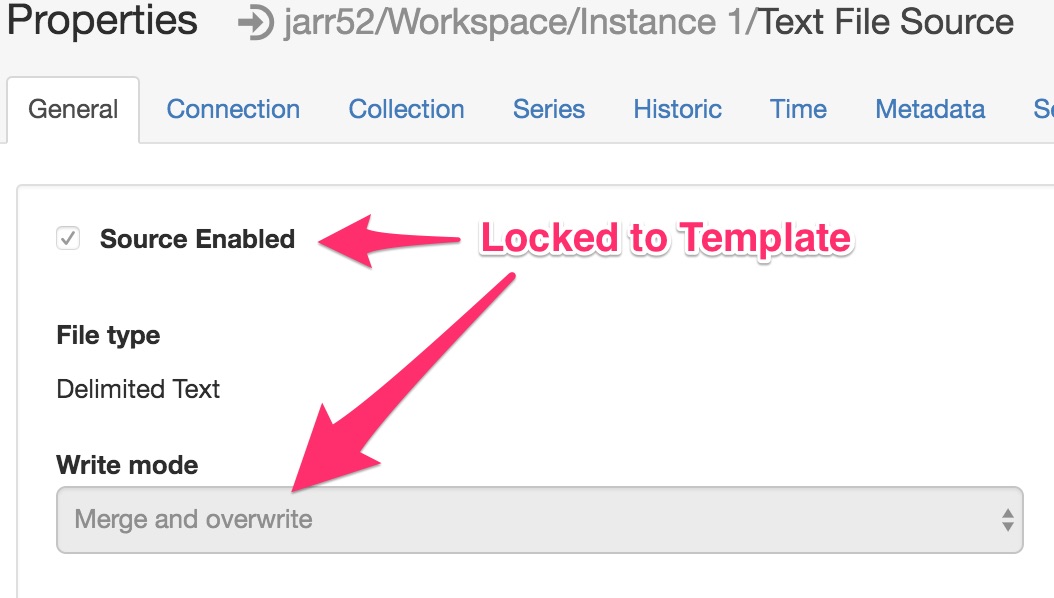 Properties jarr52/Workspace/Instance 1/Text File Source
General Connection Collection Series Historic Time Metadata
Source Enabled Locked to Template
File type
Delimited Text
Write mode
Merge and overwrite